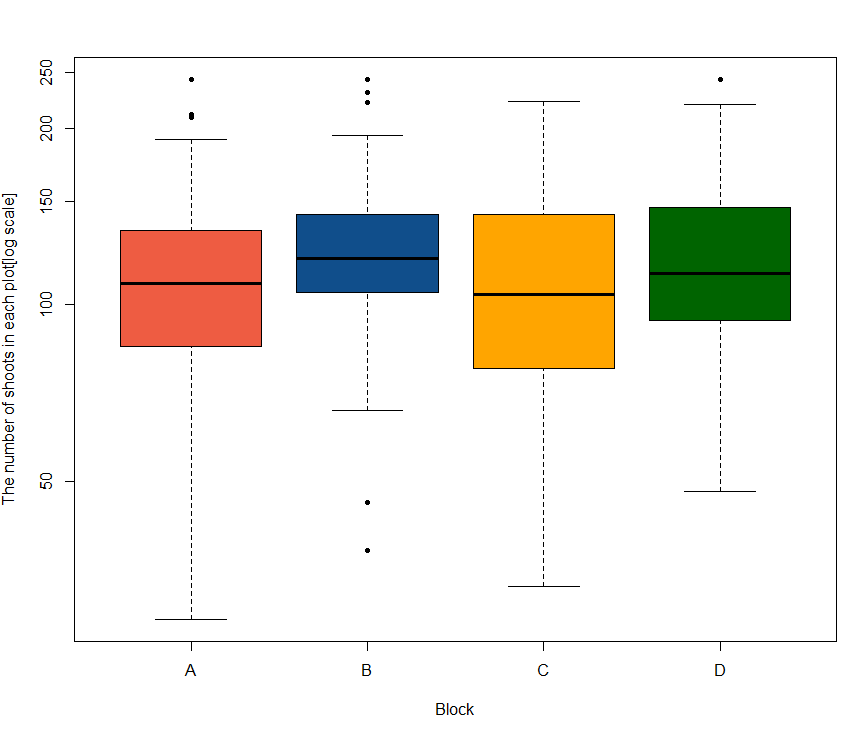 The number of shoots in each plot[log scale]
250
200
150
100
50
A
B
C
D
Block